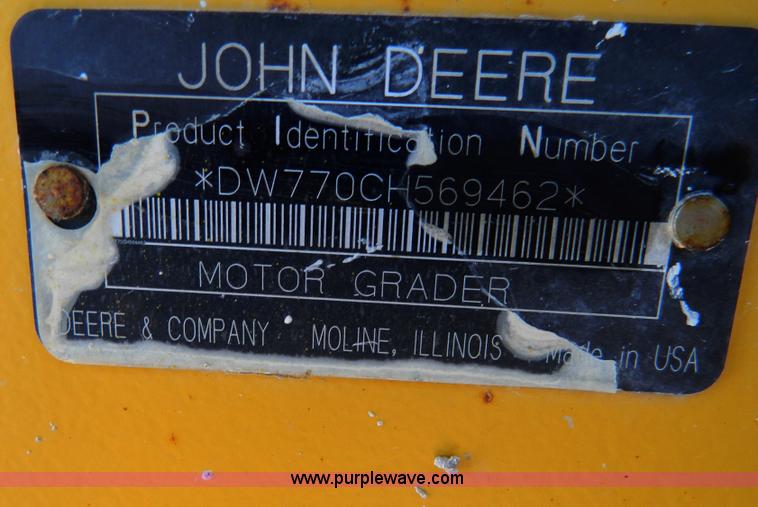 JOHN DEERE
Product Identification Number
*DW770CH569462*
MOTOR GRADER
DEERE & COMPANY MOLINE, ILLINOIS Made in USA
www.purplewave.com